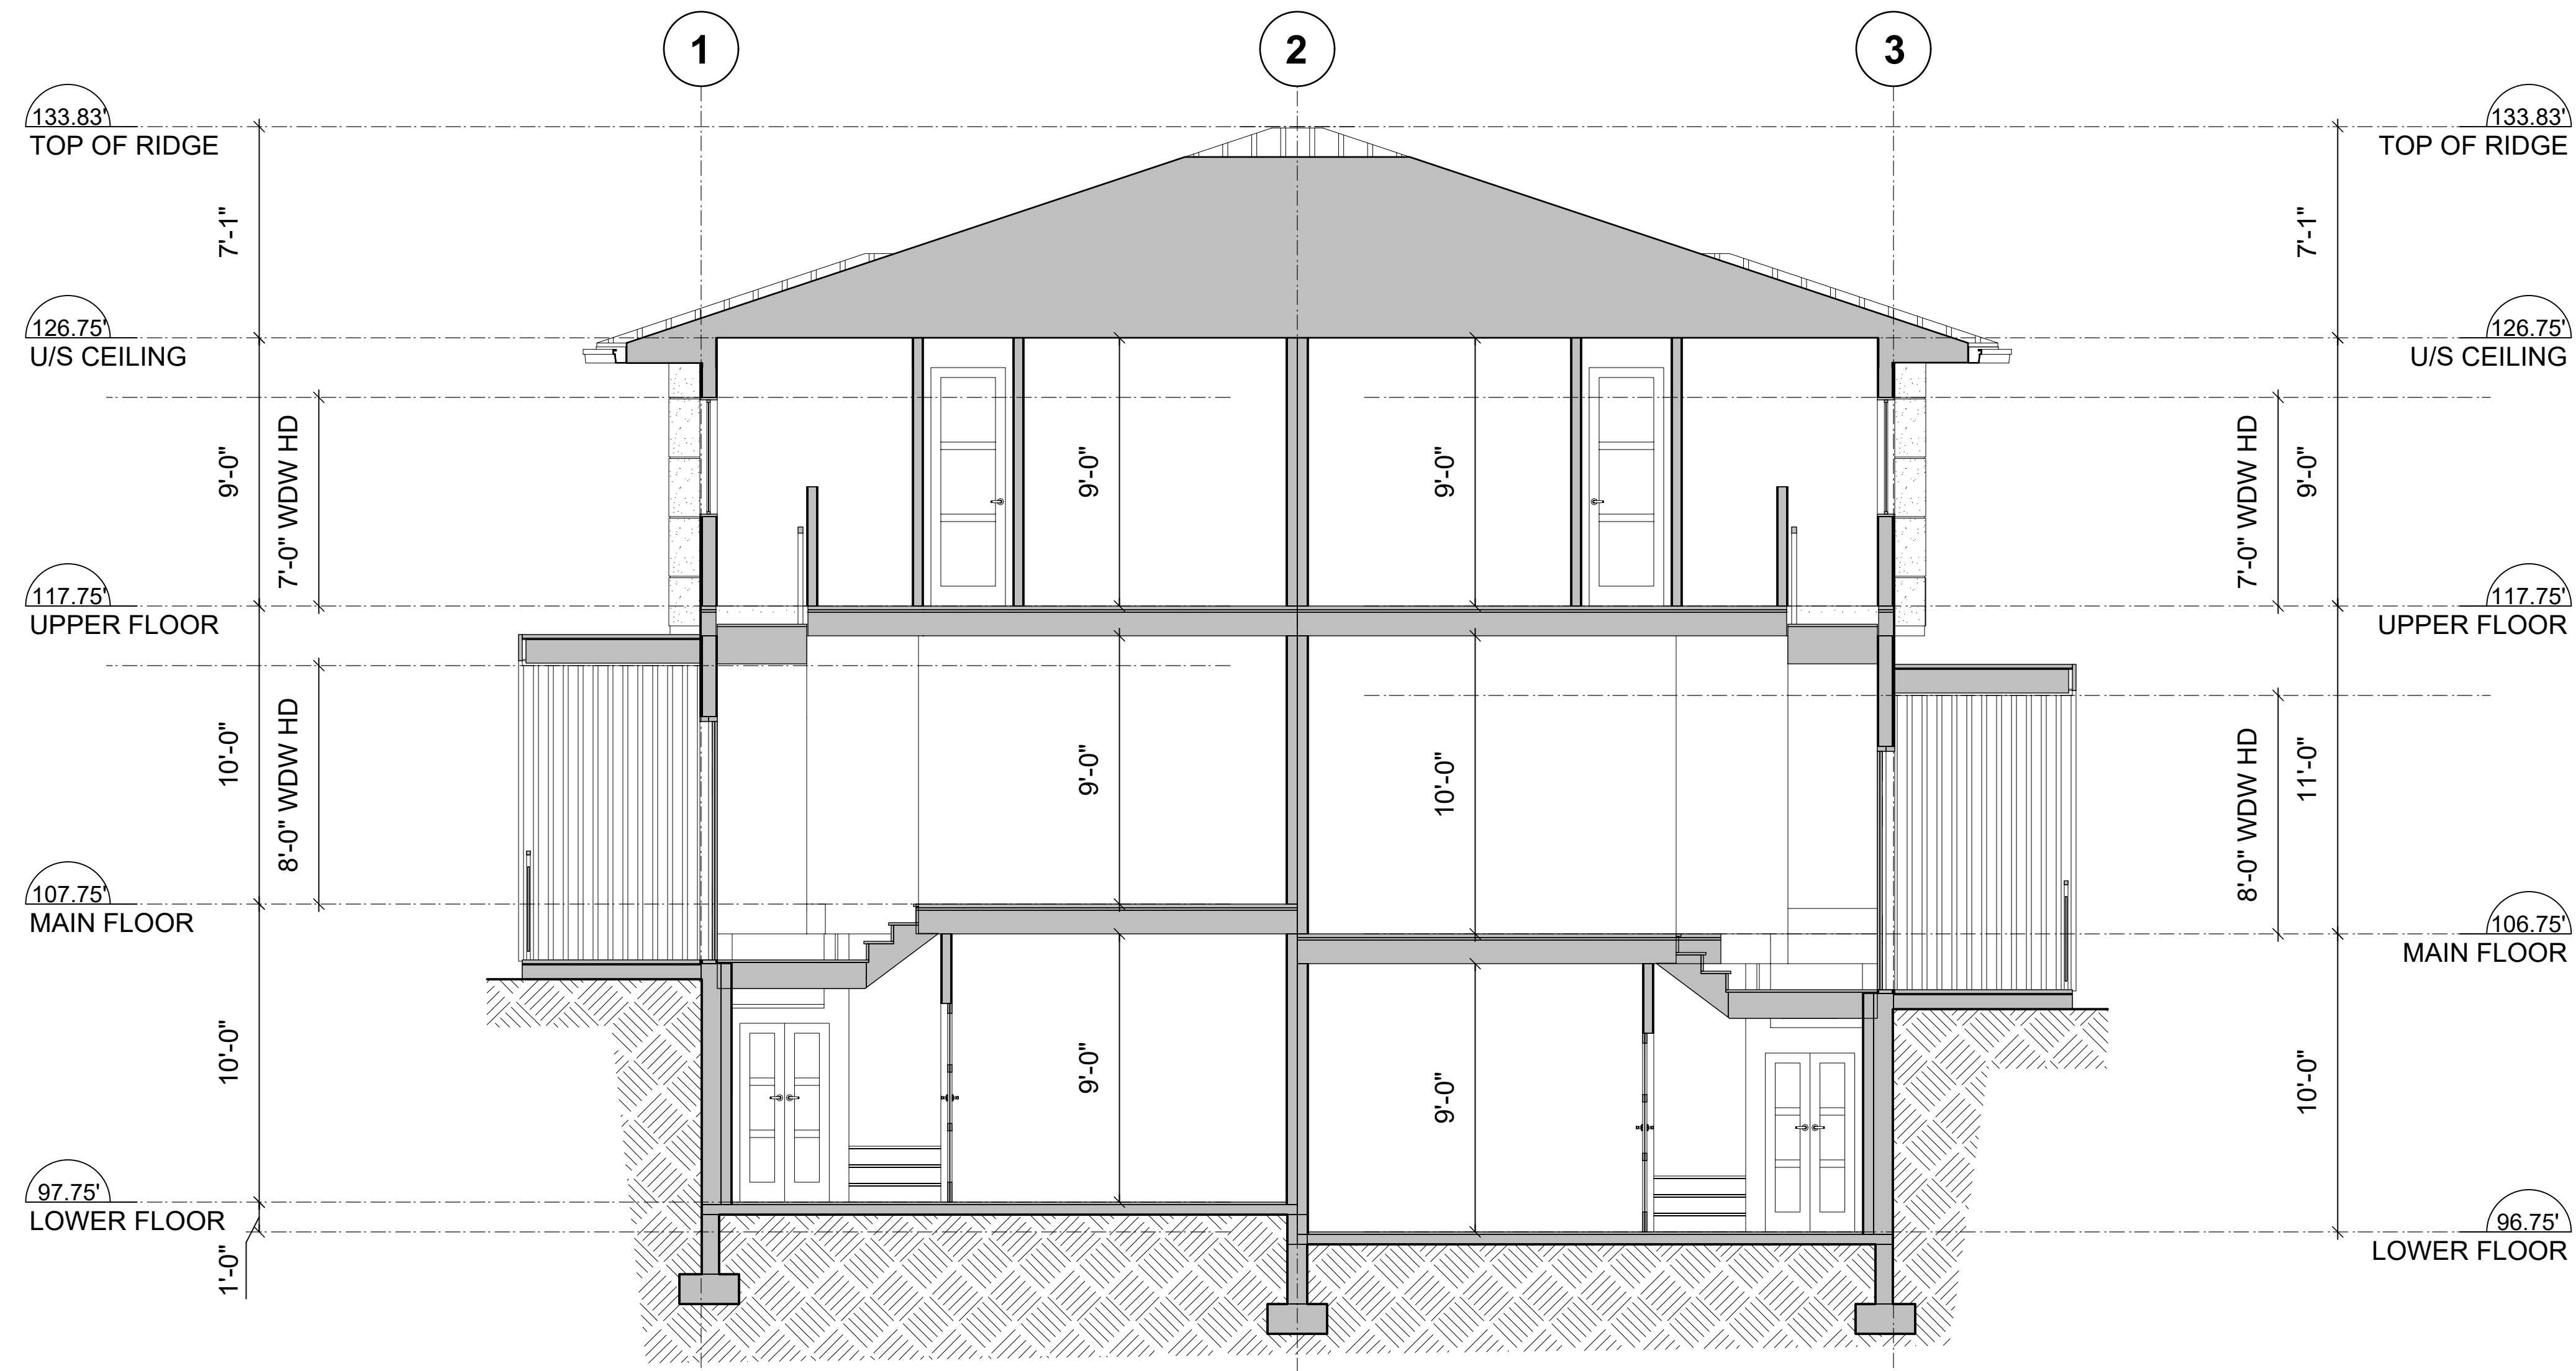 1
2
3
133.83'
TOP OF RIDGE
133.83'
TOP OF RIDGE
7'-1"
7'-1"
126.75'
U/S CEILING
126.75'
U/S CEILING
9'-0"
7'-0" WDW HD
9'-0"
9'-0"
7'-0" WDW HD
9'-0"
117.75'
UPPER FLOOR
117.75'
UPPER FLOOR
10'-0"
8'-0" WDW HD
9'-0"
10'-0"
8'-0" WDW HD
11'-0"
107.75'
MAIN FLOOR
106.75'
MAIN FLOOR
10'-0"
9'-0"
9'-0"
10'-0"
97.75'
LOWER FLOOR
96.75'
LOWER FLOOR
1'-0"